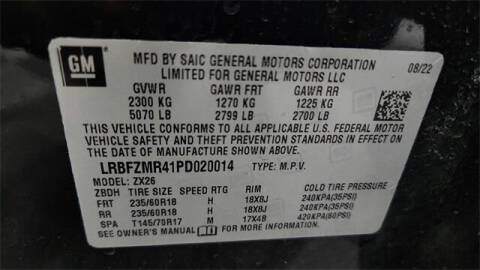 GM
MFD BY SAIC GENERAL MOTORS CORPORATION 08/22
LIMITED FOR GENERAL MOTORS LLC
GVWR GAWR FRT GAWR RR
2300 KG 1270 KG 1225 KG
5070 LB 2799 LB 2700 LB
THIS VEHICLE CONFORMS TO ALL APPLICABLE U.S. FEDERAL MOTOR
VEHICLE SAFETY AND THEFT PREVENTION STANDARDS IN EFFECT ON
THE DATE OF MANUFACTURE SHOWN ABOVE.
LRBFZMR41PD020014 TYPE: M.P.V.
MODEL: ZX26
ZBDH TIRE SIZE SPEED RTG RIM COLD TIRE PRESSURE
FRT 235/60R18 H 18X8J 240KPA(35PSI)
RR 235/60R18 H 18X8J 240KPA(35PSI)
SPA T145/70R17 M 17X4B 420KPA(60PSI)
SEE OWNER'S MANUAL FOR ADDITIONAL INFORMATION